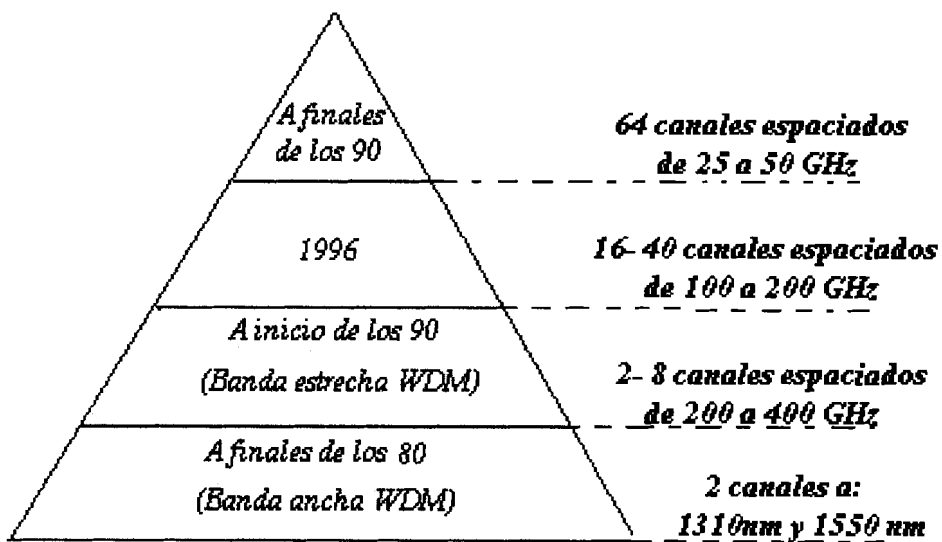 A finales
de los 90
64 canales espaciados
de 25 a 50 GHz
1996
16-40 canales espaciados
de 100 a 200 GHz
A inicio de los 90
(Banda estrecha WDM)
2-8 canales espaciados
de 200 a 400 GHz
A finales de los 80
(Banda ancha WDM)
2 canales a:
1310nm y 1550 nm